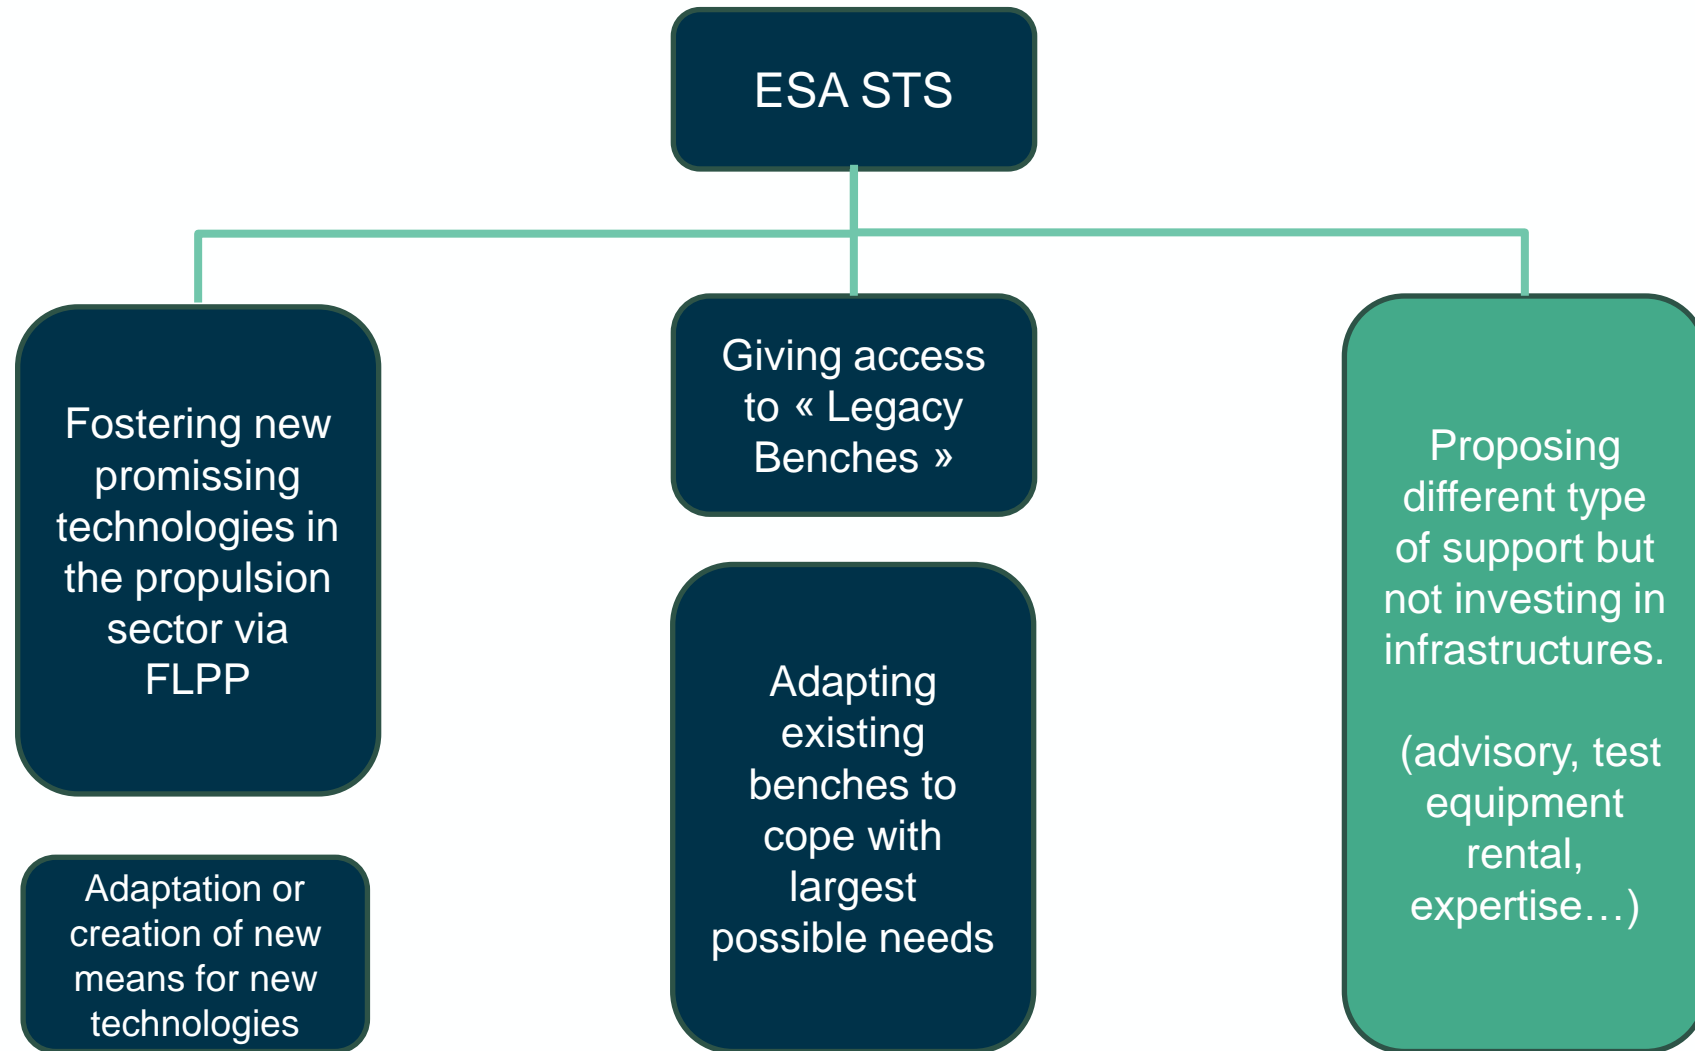 ESA STS
Fostering new
promissing
technologies in
the propulsion
sector via
FLPP
Adaptation or
creation of new
means for new
technologies
Giving access
to « Legacy
Benches »
Adapting
existing
benches to
cope with
largest
possible needs
Proposing
different type
of support but
not investing in
infrastructures.
(advisory, test
equipment
rental,
expertise…)